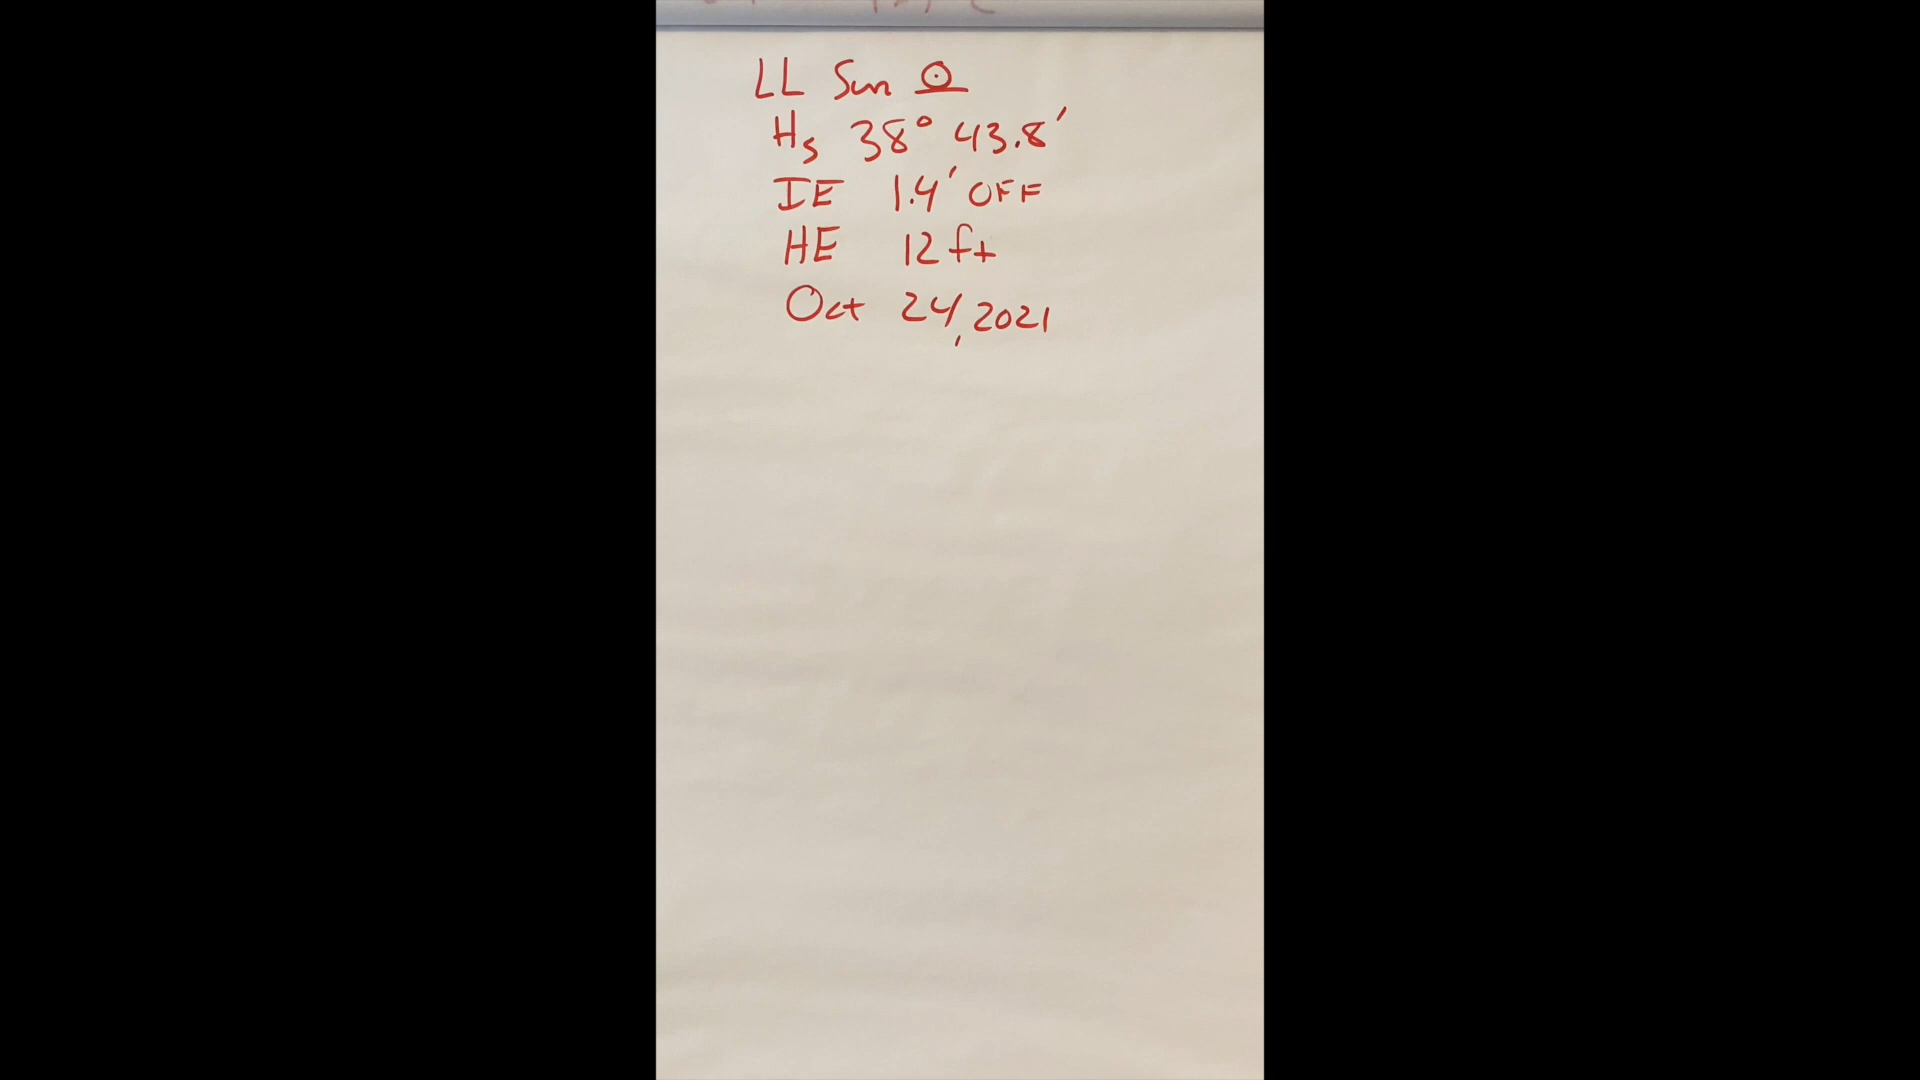 LL Sun ☉
Hs 38° 43.8'
IE 1.4' OFF
HE 12 ft
Oct 24, 2021